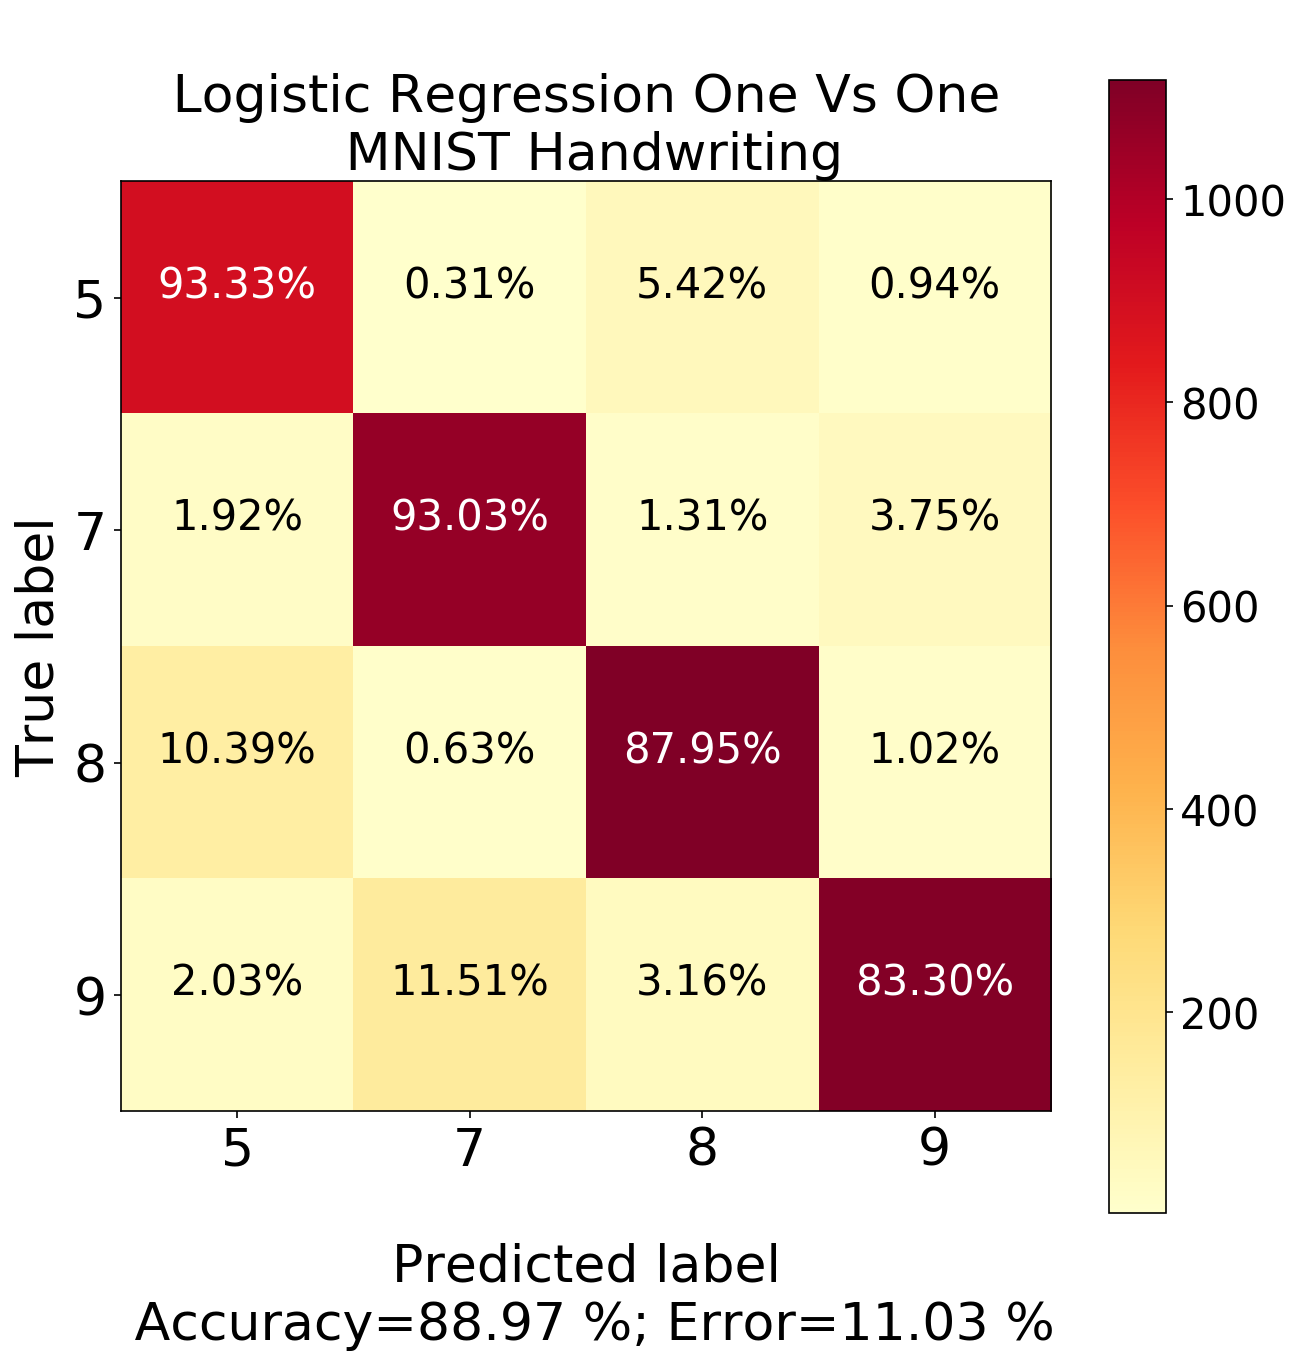 Logistic Regression One Vs One
MNIST Handwriting
1000
800
600
400
200
True label
5
93.33% 0.31% 5.42% 0.94%
7
1.92% 93.03% 1.31% 3.75%
8
10.39% 0.63% 87.95% 1.02%
9
2.03% 11.51% 3.16% 83.30%
5 7 8 9
Predicted label
Accuracy=88.97 %; Error=11.03 %